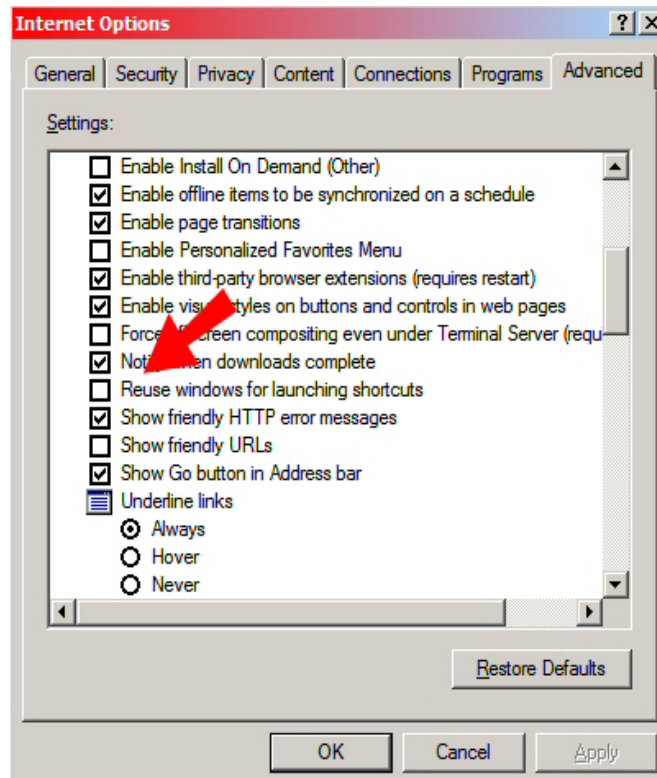 Internet Options
General Security Privacy Content Connections Programs Advanced
Settings:
Enable Install On Demand (Other)
Enable offline items to be synchronized on a schedule
Enable page transitions
Enable Personalized Favorites Menu
Enable third-party browser extensions (requires restart)
Enable visual styles on buttons and controls in web pages
Force screen compositing even under Terminal Server (requ
when downloads complete
Reuse windows for launching shortcuts
Show friendly HTTP error messages
Show friendly URLs
Show Go button in Address bar
Underline links
Always
Hover
Never
Restore Defaults
OK Cancel Apply